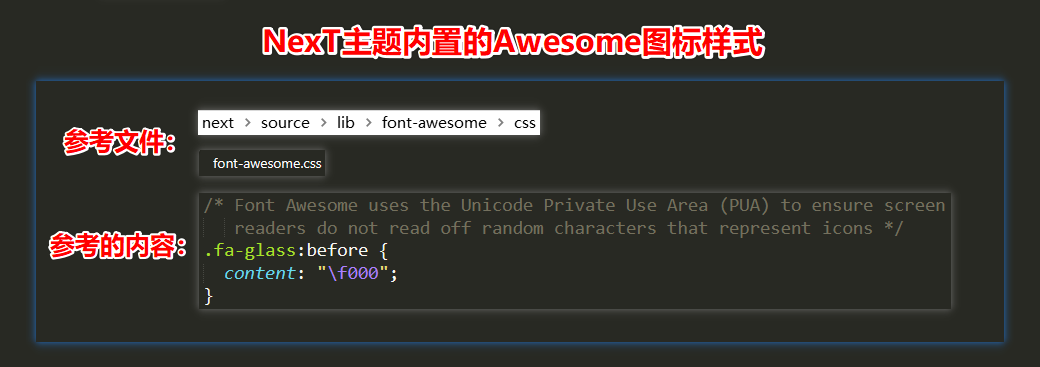 NexT主题内置的Awesome图标样式
参考文件:
next > source > lib > font-awesome > css
font-awesome.css
参考的内容:
/* Font Awesome uses the Unicode Private Use Area (PUA) to ensure screen
readers do not read off random characters that represent icons */
.fa-glass:before {
content: "\f000";
}